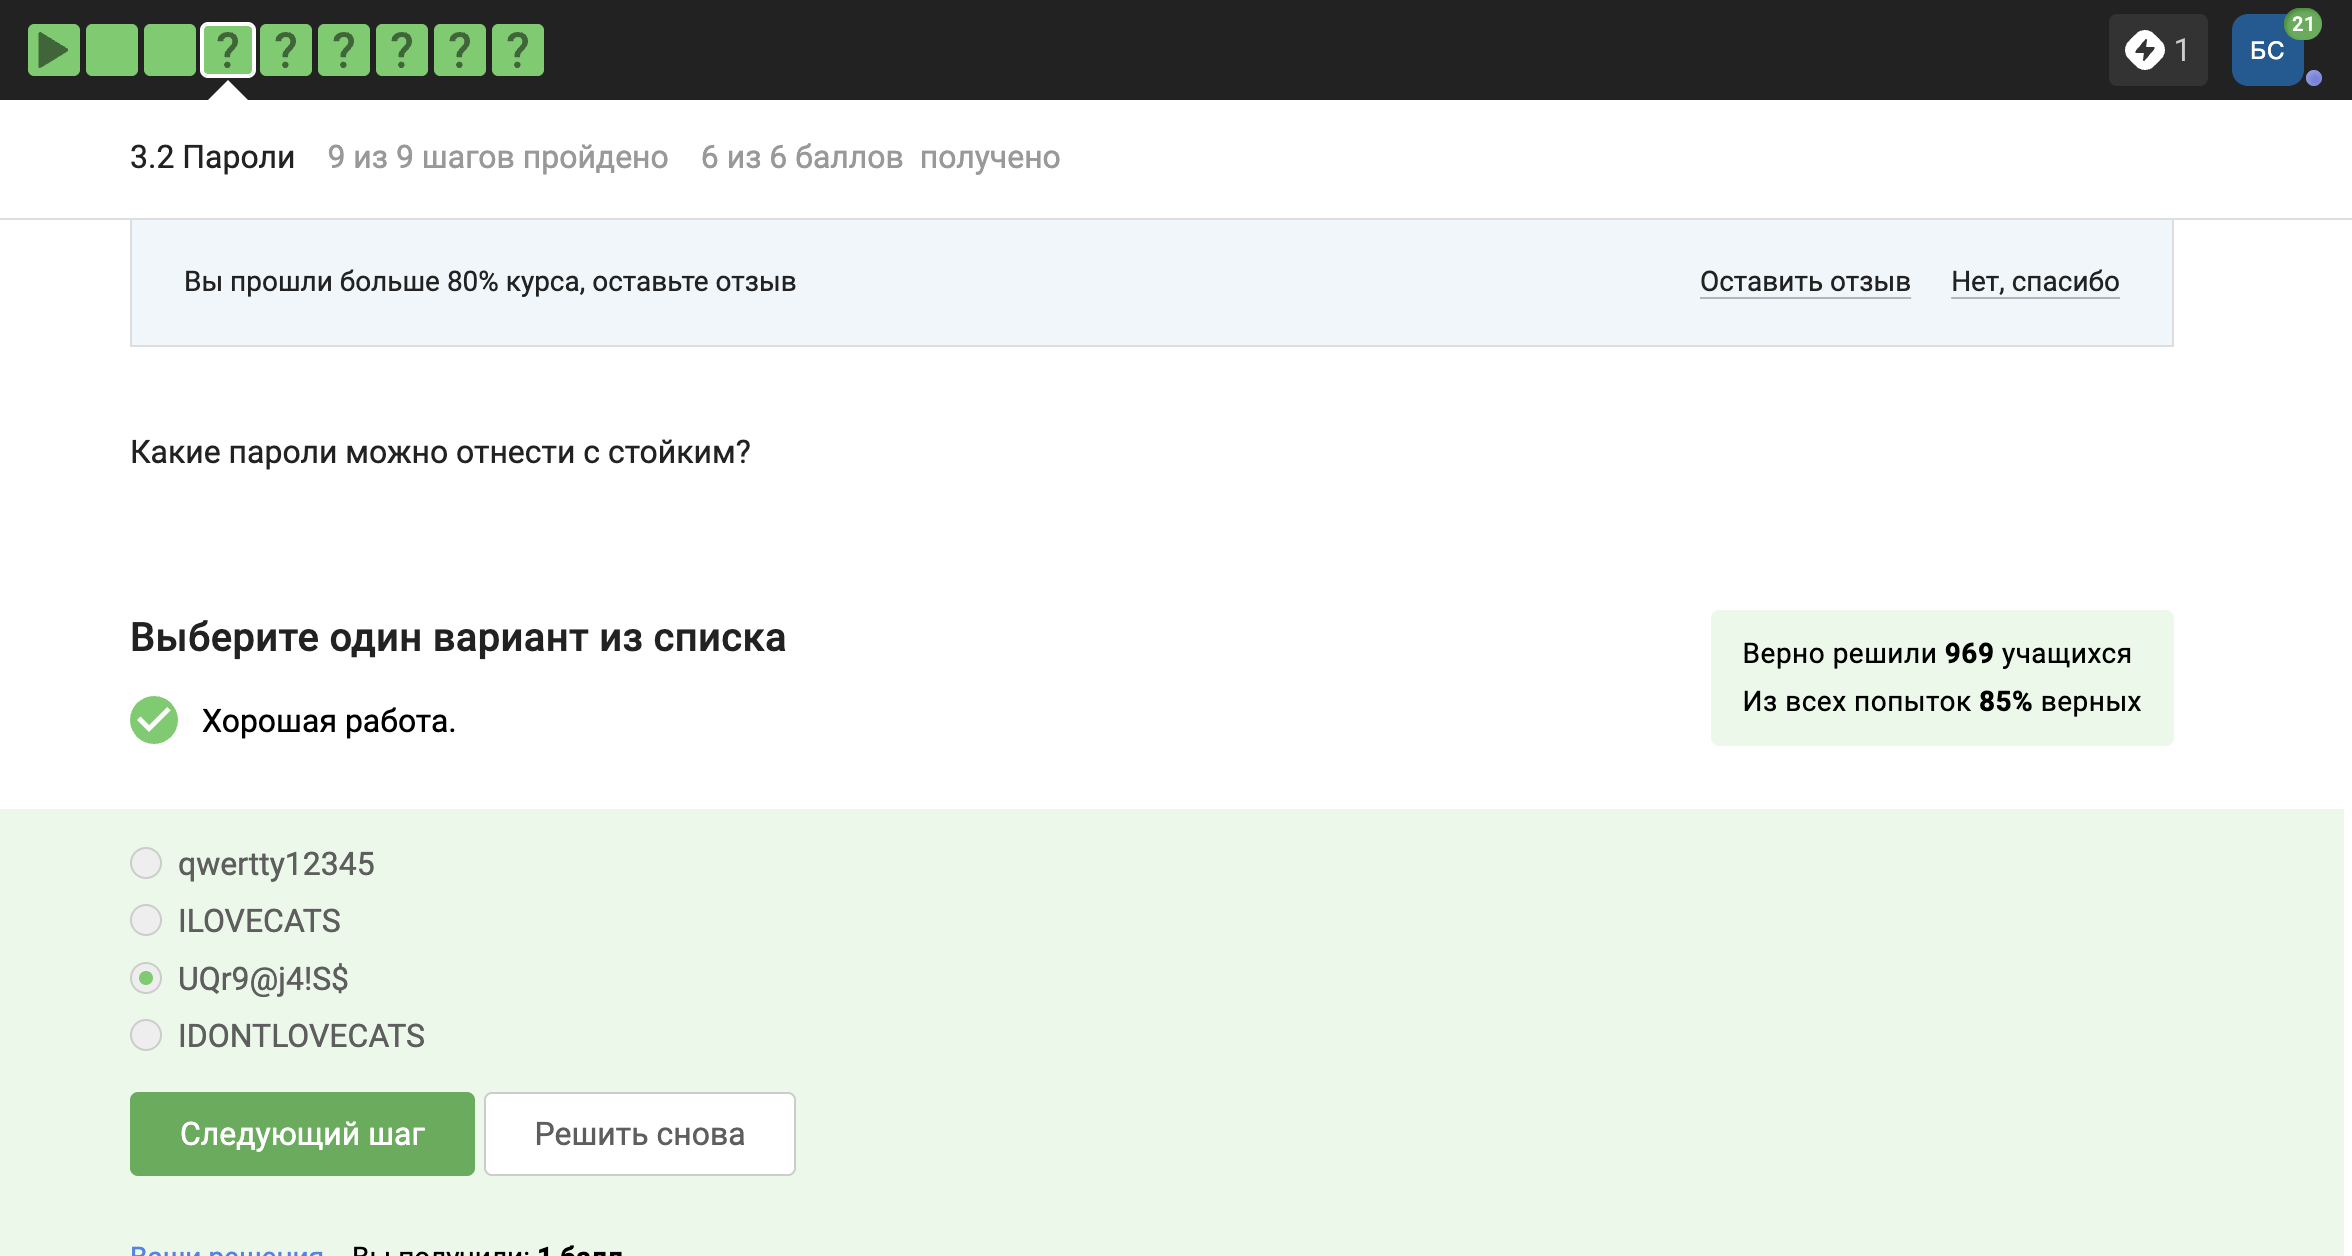 ? ? ? ? ? ?
1
БС
21
3.2 Пароли 9 из 9 шагов пройдено 6 из 6 баллов получено
Вы прошли больше 80% курса, оставьте отзыв Оставить отзыв Нет, спасибо
Какие пароли можно отнести с стойким?
Выберите один вариант из списка
Хорошая работа.
Верно решили 969 учащихся
Из всех попыток 85% верных
qwertty12345
ILOVECATS
UQr9@j4!S$
IDONTLOVECATS
Следующий шаг Решить снова
Ваши решения Вы получили: 1 балл